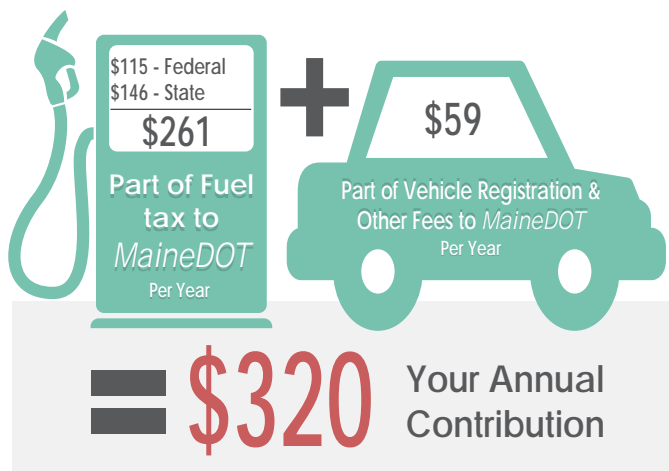 $115 - Federal
$146 - State
$261
Part of Fuel
tax to
MaineDOT
Per Year
+
$59
Part of Vehicle Registration &
Other Fees to MaineDOT
Per Year
= $320
Your Annual
Contribution